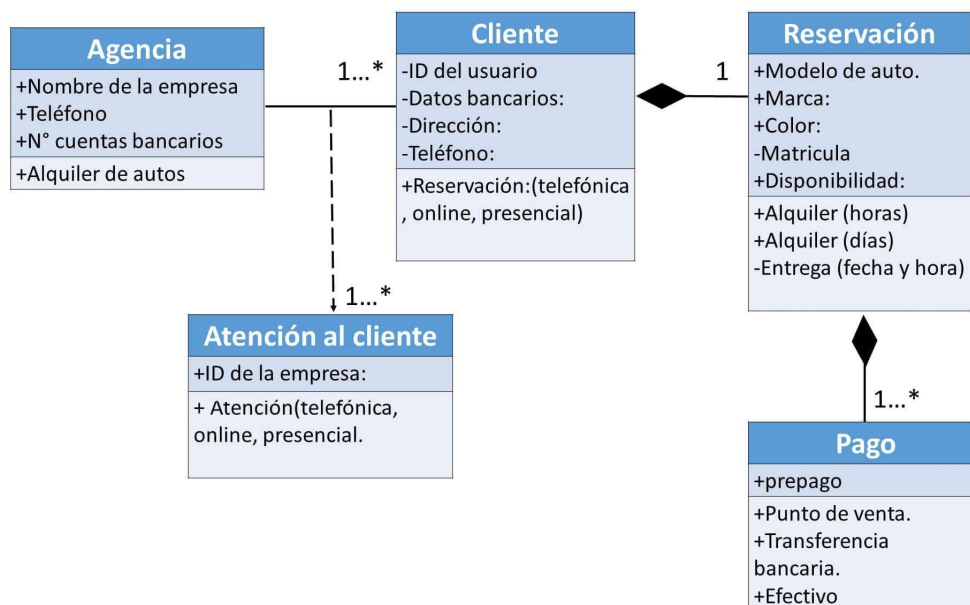 Agencia
+Nombre de la empresa
+Teléfono
+N° cuentas bancarios
+Alquiler de autos
1...*
Cliente
-ID del usuario
-Datos bancarios:
-Dirección:
-Teléfono:
+Reservación:(telefónica
, online, presencial)
1
Reservación
+Modelo de auto.
+Marca:
+Color:
-Matricula
+Disponibilidad:
+Alquiler (horas)
+Alquiler (días)
-Entrega (fecha y hora)
1...*
Atención al cliente
+ID de la empresa:
+ Atención(telefónica,
online, presencial.
1...*
Pago
+prepago
+Punto de venta.
+Transferencia
bancaria.
+Efectivo